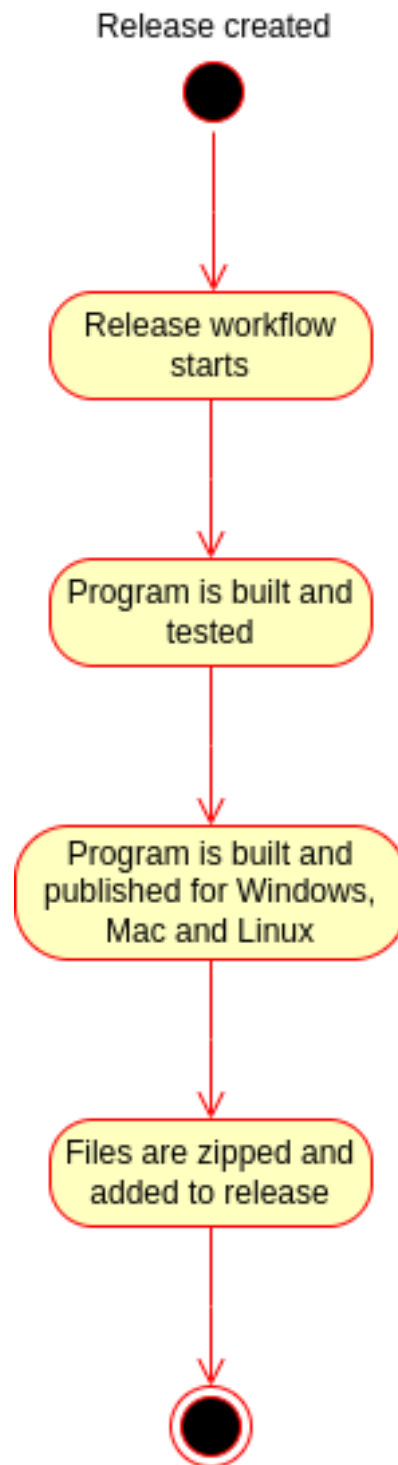 Release created
Release workflow
starts
Program is built and
tested
Program is built and
published for Windows,
Mac and Linux
Files are zipped and
added to release